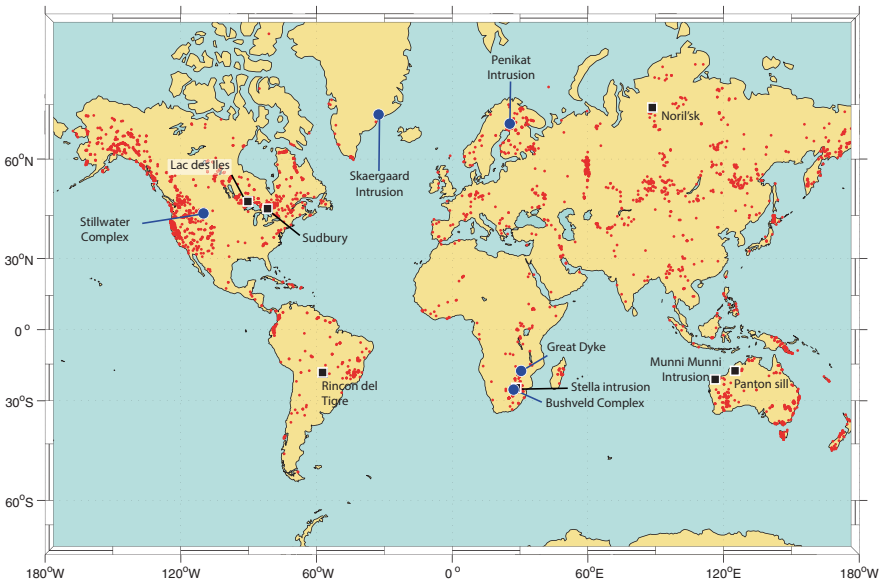 Penikat
Intrusion
Noril'sk
60°N
Lac des Iles
Skaergaard
Intrusion
Stillwater
Complex
Sudbury
30°N
0°
Great Dyke
Munni Munni
Intrusion
Stella intrusion
Panton sill
Rincon del
Tigre
Bushveld Complex
30°S
60°S
180°W
120°W
60°W
0°
60°E
120°E
180°W